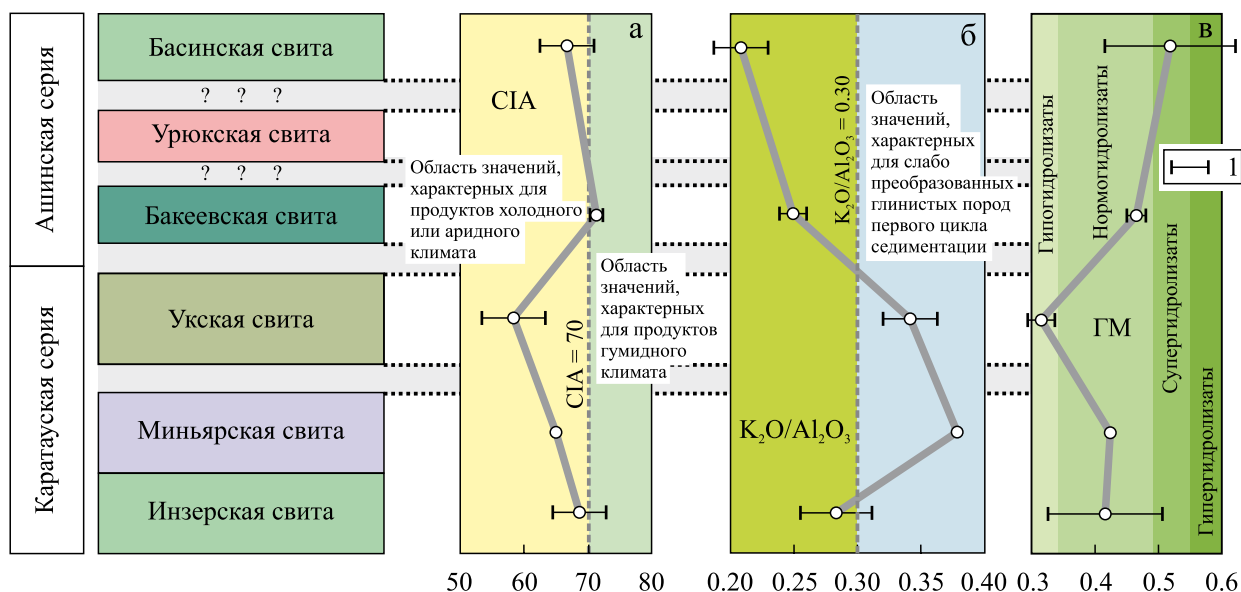 Ашинская серия
Каратауская серия
Басинская свита
? ? ?
Урюкская свита
? ? ?
Бакеевская свита
Укская свита
Миньярская свита
Инзерская свита
а
CIA
Область значений,
характерных для
продуктов холодного
или аридного
климата
CIA = 70
Область
значений,
характерных
для продуктов
гумидного
климата
50 60 70 80
б
K₂O/Al₂O₃ = 0.30
Область
значений,
характерных
для слабо
преобразованных
глинистых пород
первого цикла
седиментации
K₂O/Al₂O₃
0.20 0.25 0.30 0.35 0.40
в
Гипогидролизаты
Нормогидролизаты
Супергидролизаты
Гипергидролизаты
1
ГМ
0.3 0.4 0.5 0.6